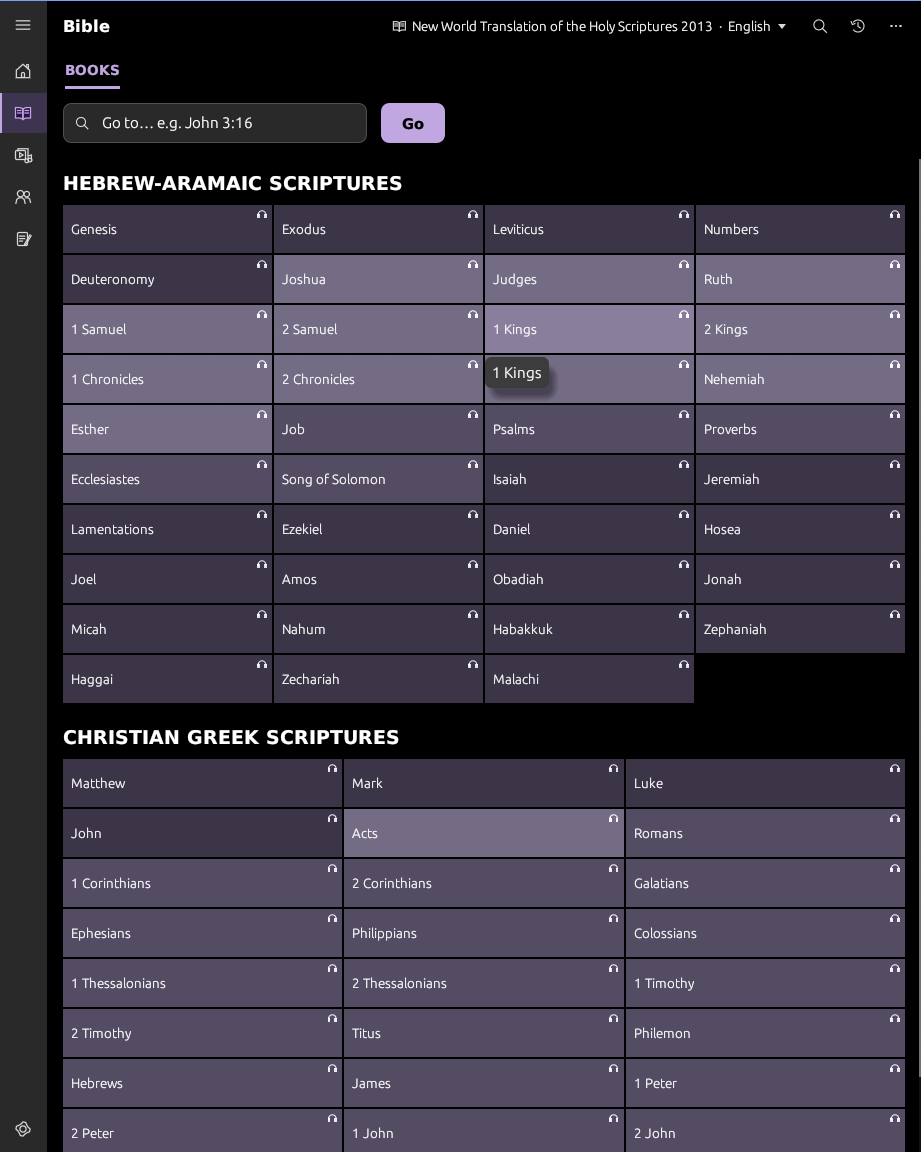 Bible
New World Translation of the Holy Scriptures 2013 · English
BOOKS
Go to... e.g. John 3:16
Go
HEBREW-ARAMAIC SCRIPTURES
Genesis
Exodus
Leviticus
Numbers
Deuteronomy
Joshua
Judges
Ruth
1 Samuel
2 Samuel
1 Kings
2 Kings
1 Chronicles
2 Chronicles
1 Kings
Nehemiah
Esther
Job
Psalms
Proverbs
Ecclesiastes
Song of Solomon
Isaiah
Jeremiah
Lamentations
Ezekiel
Daniel
Hosea
Joel
Amos
Obadiah
Jonah
Micah
Nahum
Habakkuk
Zephaniah
Haggai
Zechariah
Malachi
CHRISTIAN GREEK SCRIPTURES
Matthew
Mark
Luke
John
Acts
Romans
1 Corinthians
2 Corinthians
Galatians
Ephesians
Philippians
Colossians
1 Thessalonians
2 Thessalonians
1 Timothy
2 Timothy
Titus
Philemon
Hebrews
James
1 Peter
2 Peter
1 John
2 John